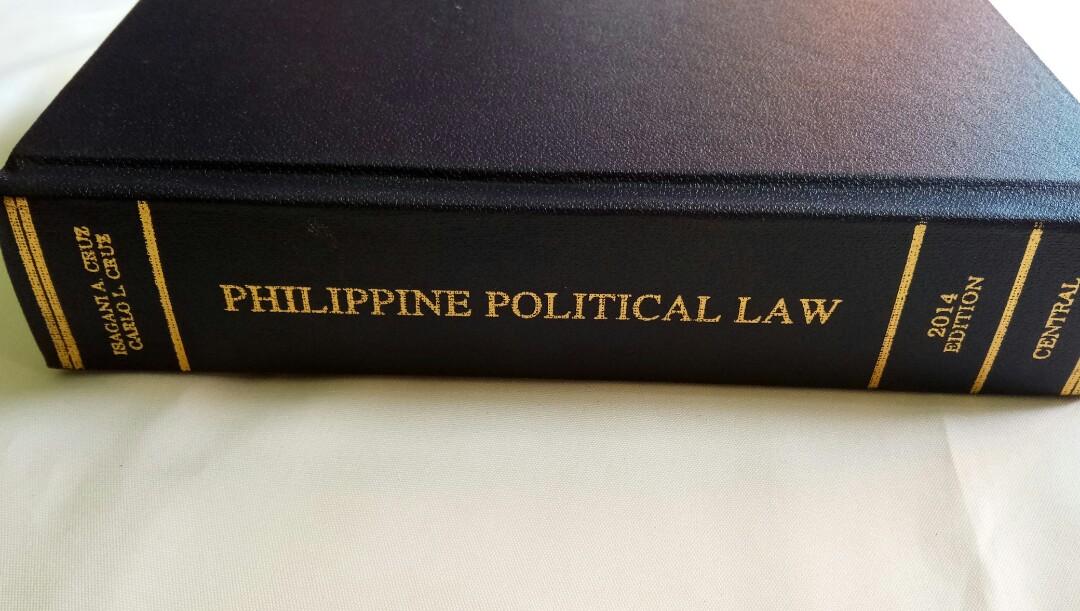 ISAGANI A. CRUZ
CARLO L. CRUZ
PHILIPPINE POLITICAL LAW
2014
EDITION
CENTRAL